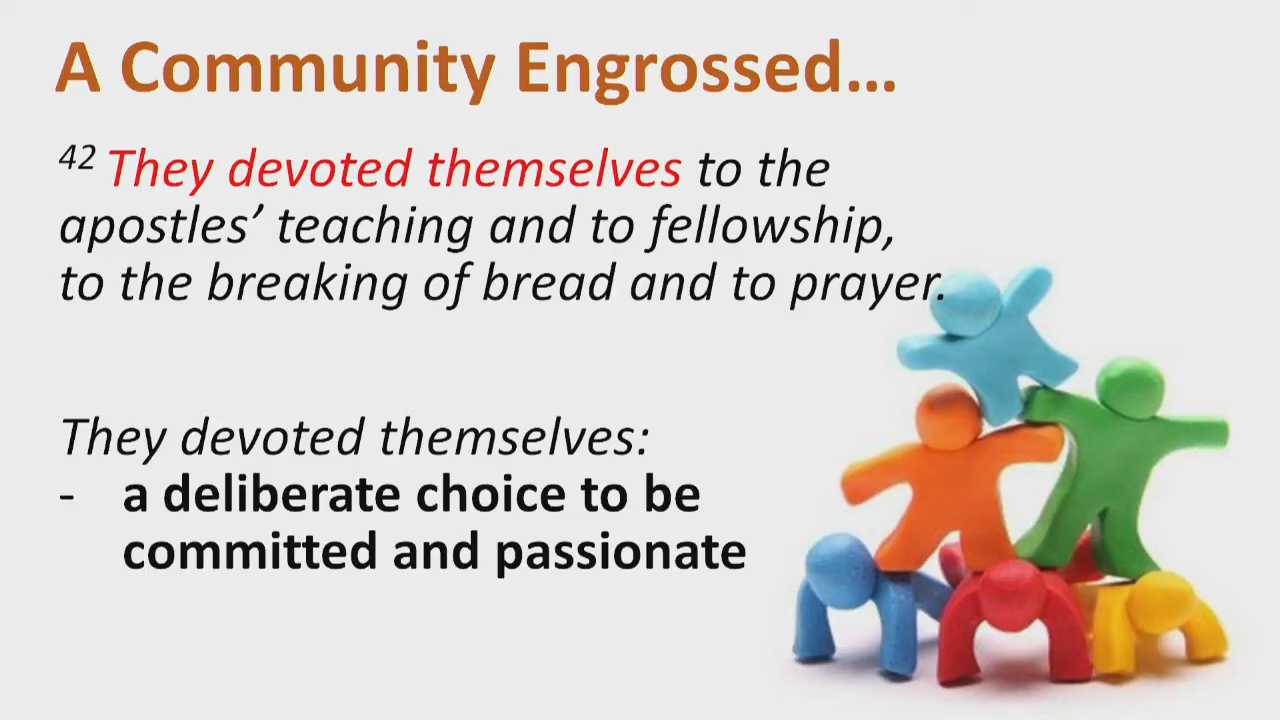 A Community Engrossed...
42 They devoted themselves to the
apostles’ teaching and to fellowship,
to the breaking of bread and to prayer.
They devoted themselves:
- a deliberate choice to be
committed and passionate